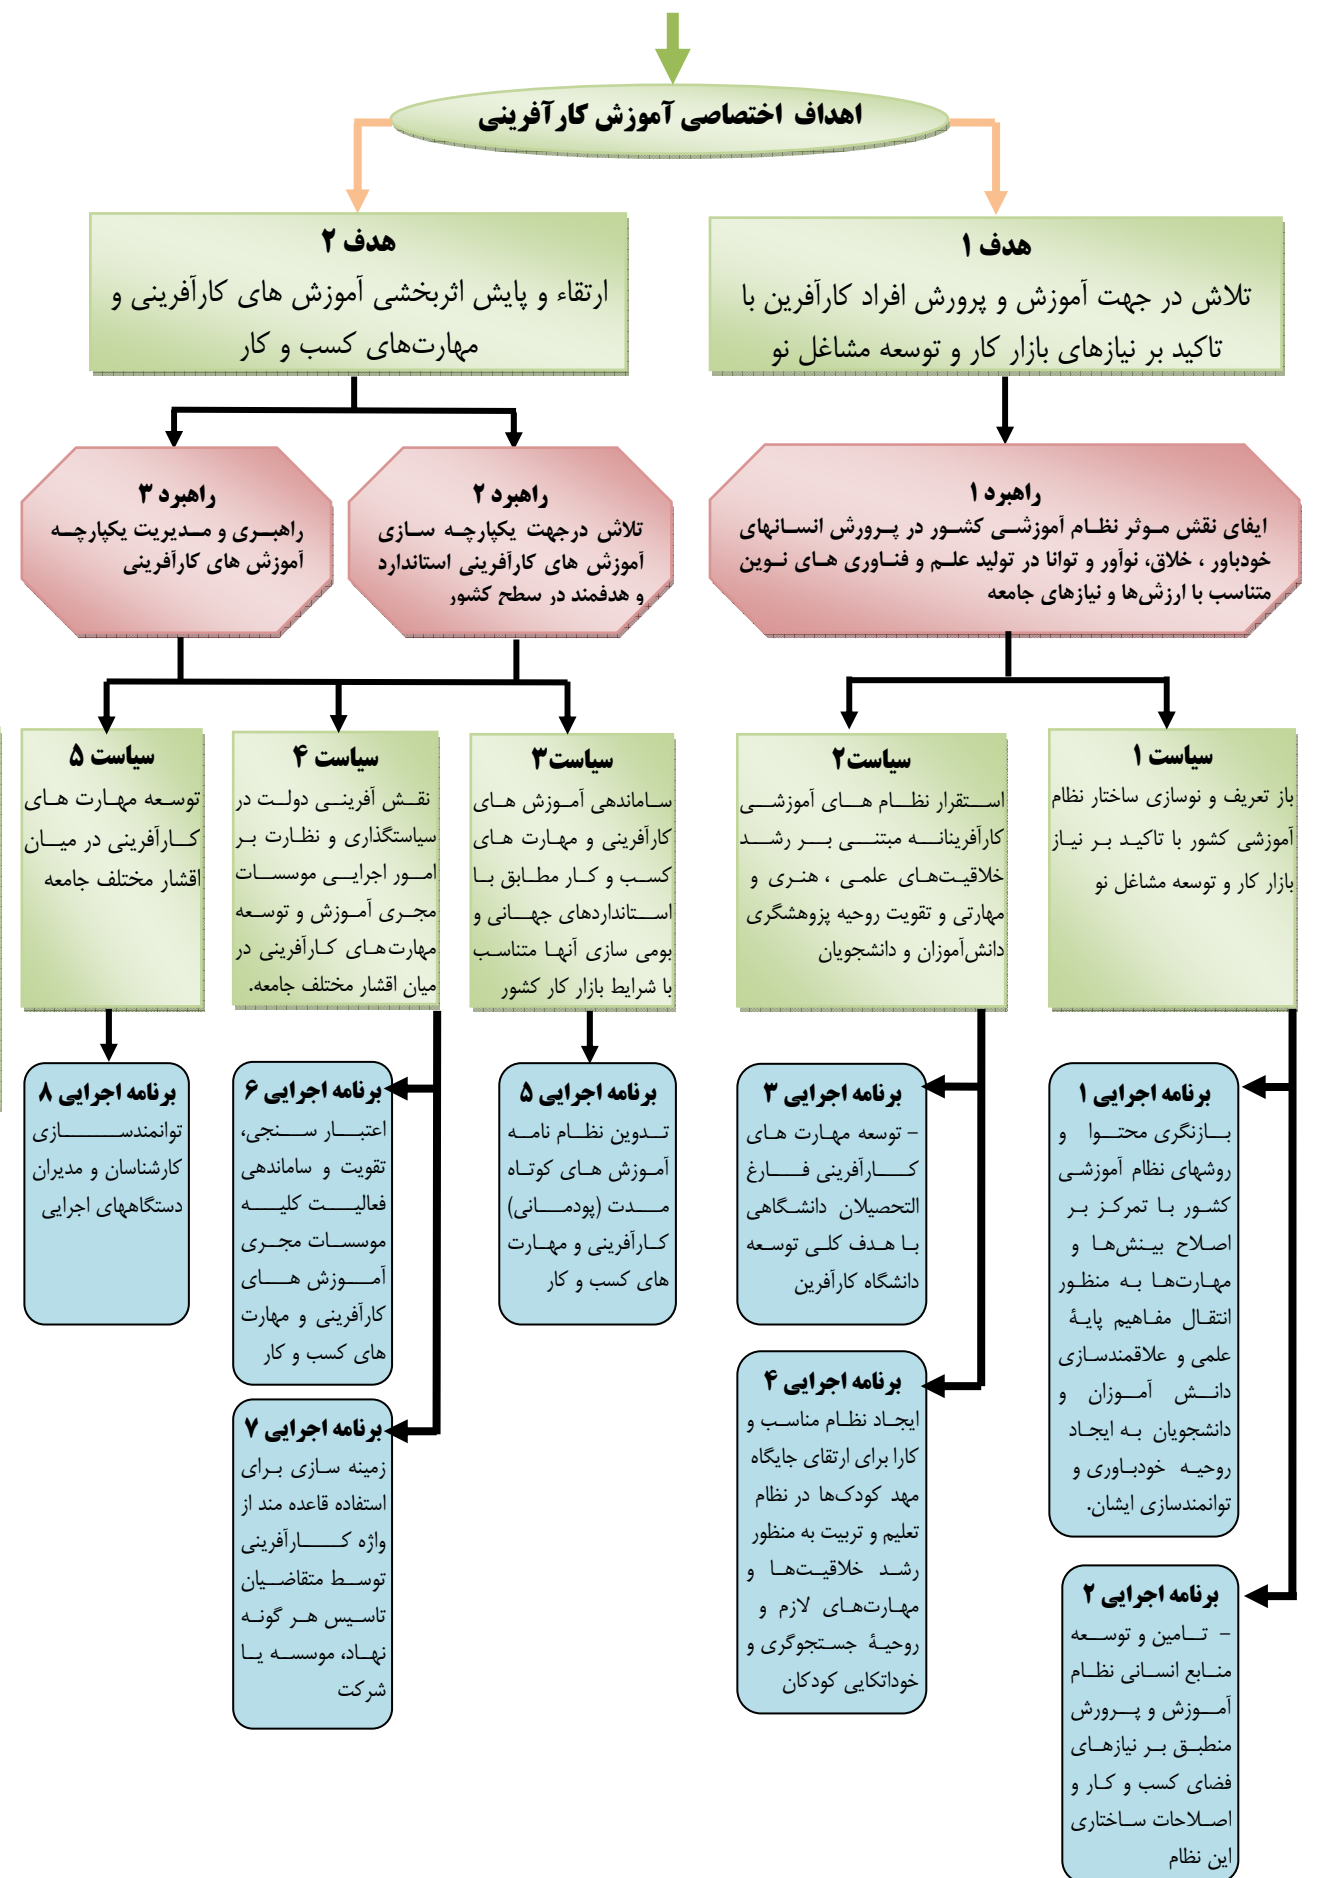 اهداف اختصاصی آموزش کارآفرینی
هدف ۱
تلاش در جهت آموزش و پرورش افراد کارآفرین با
تاکید بر نیازهای بازار کار و توسعه مشاغل نو
هدف ۲
ارتقاء و پایش اثربخشی آموزش های کارآفرینی و
مهارت‌های کسب و کار
راهبرد ۱
ایفای نقش موثر نظام آموزشی کشور در پرورش انسانهای
خودباور ، خلاق، نوآور و توانا در تولید علم و فناوری های نوین
متناسب با ارزش‌ها و نیازهای جامعه
راهبرد ۲
تلاش درجهت یکپارچه سازی
آموزش های کارآفرینی استاندارد
و هدفمند در سطح کشور
راهبرد ۳
راهبری و مدیریت یکپارچه
آموزش های کارآفرینی
سیاست ۱
باز تعریف و نوسازی ساختار نظام
آموزشی کشور با تاکید بر نیاز
بازار کار و توسعه مشاغل نو
سیاست۲
استقرار نظام های آموزشی
کارآفرینانه مبتنی بر رشد
خلاقیت‌های علمی ، هنری و
مهارتی و تقویت روحیه پزوهشگری
دانش‌آموزان و دانشجویان
سیاست۳
ساماندهی آموزش های
کارآفرینی و مهارت های
کسب و کار مطابق با
استانداردهای جهانی و
بومی سازی آنها متناسب
با شرایط بازار کار کشور
سیاست ۴
نقش آفرینی دولت در
سیاستگذاری و نظارت بر
امور اجرایی موسسات
مجری آموزش و توسعه
مهارت‌های کارآفرینی در
میان اقشار مختلف جامعه.
سیاست ۵
توسعه مهارت های
کارآفرینی در میان
اقشار مختلف جامعه
برنامه اجرایی ۱
بازنگری محتوا و
روشهای نظام آموزشی
کشور با تمرکز بر
اصلاح بینش‌ها و
مهارت‌ها به منظور
انتقال مفاهیم پایۀ
علمی و علاقمندسازی
دانش آموزان و
دانشجویان به ایجاد
روحیه خودباوری و
توانمندسازی ایشان.
برنامه اجرایی ۲
- تامین و توسعه
منابع انسانی نظام
آموزش و پرورش
منطبق بر نیازهای
فضای کسب و کار و
اصلاحات ساختاری
این نظام
برنامه اجرایی ۳
- توسعه مهارت های
کارآفرینی فارغ
التحصیلان دانشگاهی
با هدف کلی توسعه
دانشگاه کارآفرین
برنامه اجرایی ۴
ایجاد نظام مناسب و
کارا برای ارتقای جایگاه
مهد کودک‌ها در نظام
تعلیم و تربیت به منظور
رشد خلاقیت‌ها و
مهارت‌های لازم و
روحیۀ جستجوگری و
خوداتکایی کودکان
برنامه اجرایی ۵
تدوین نظام نامه
آموزش های کوتاه
مدت (پودمانی)
کارآفرینی و مهارت
های کسب و کار
برنامه اجرایی ۶
اعتبار سنجی،
تقویت و ساماندهی
فعالیت کلیه
موسسات مجری
آموزش های
کارآفرینی و مهارت
های کسب و کار
برنامه اجرایی ۷
زمینه سازی برای
استفاده قاعده مند از
واژه کارآفرینی
توسط متقاضیان
تاسیس هر گونه
نهاد، موسسه یا
شرکت
برنامه اجرایی ۸
توانمندسازی
کارشناسان و مدیران
دستگاههای اجرایی